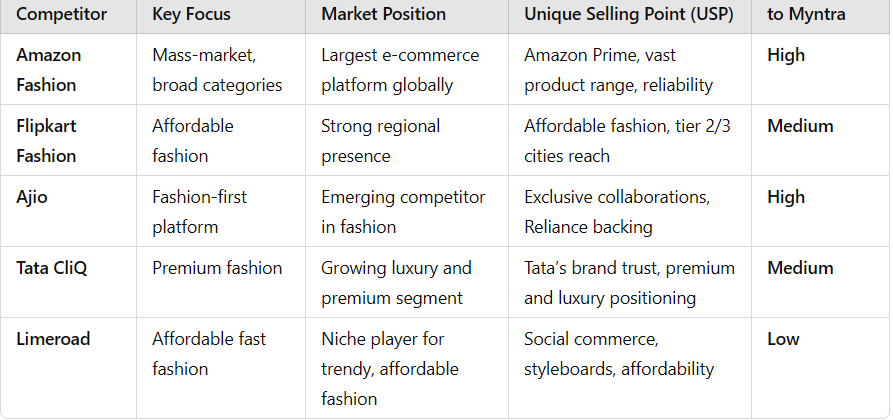 Competitor Key Focus Market Position Unique Selling Point (USP) to Myntra
Amazon Mass-market, Largest e-commerce Amazon Prime, vast High
Fashion broad categories platform globally product range, reliability
Flipkart Affordable Strong regional Affordable fashion, tier 2/3 Medium
Fashion fashion presence cities reach
Ajio Fashion-first Emerging competitor Exclusive collaborations, High
platform in fashion Reliance backing
Tata CliQ Premium fashion Growing luxury and Tata’s brand trust, premium Medium
premium segment and luxury positioning
Limeroad Affordable fast Niche player for Social commerce, Low
fashion trendy, affordable styleboards, affordability
fashion